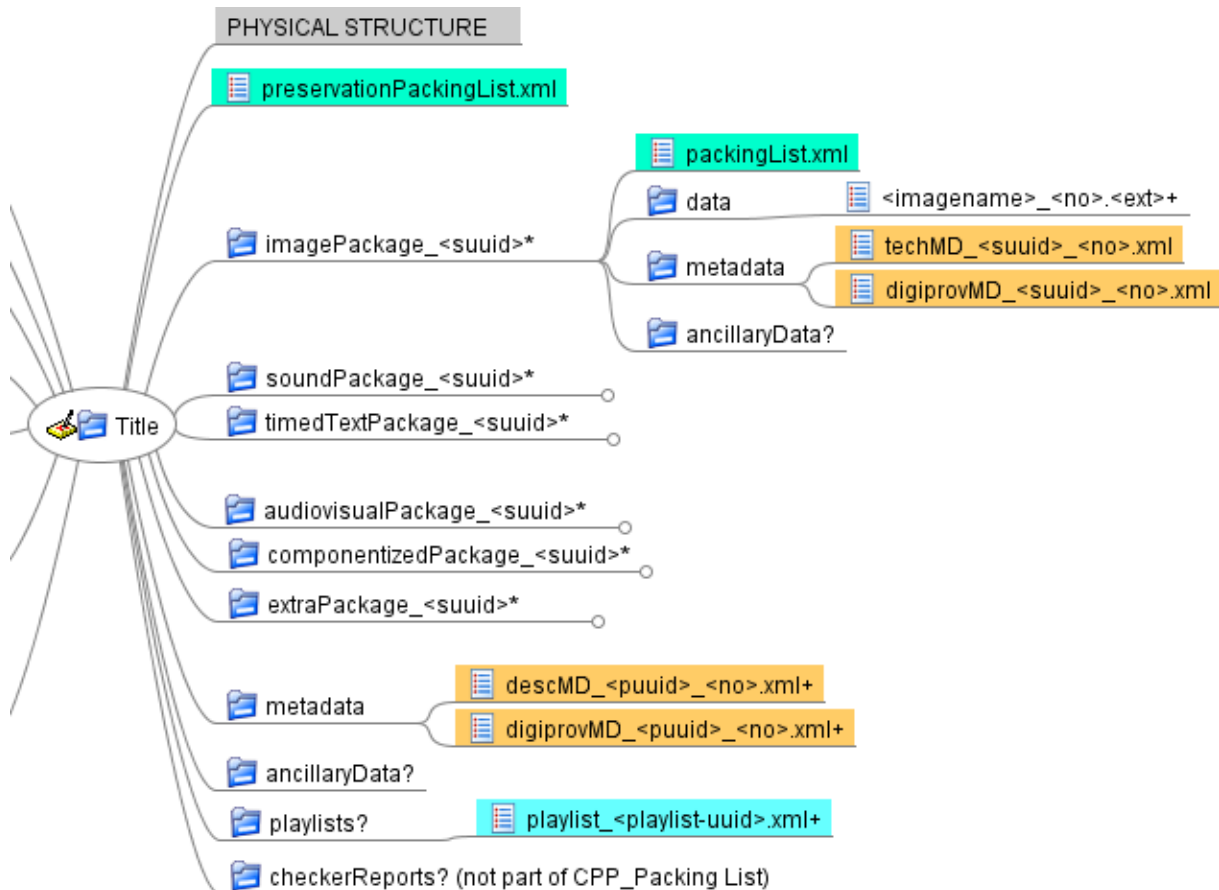 PHYSICAL STRUCTURE
preservationPackingList.xml
imagePackage_<suuid>*
packingList.xml
data
<imagename>_<no>.<ext>+
metadata
techMD_<suuid>_<no>.xml
digiprovMD_<suuid>_<no>.xml
ancillaryData?
soundPackage_<suuid>*
timedTextPackage_<suuid>*
Title
audiovisualPackage_<suuid>*
componentizedPackage_<suuid>*
extraPackage_<suuid>*
metadata
descMD_<puuid>_<no>.xml+
digiprovMD_<puuid>_<no>.xml+
ancillaryData?
playlists?
playlist_<playlist-uuid>.xml+
checkerReports? (not part of CPP_Packing List)